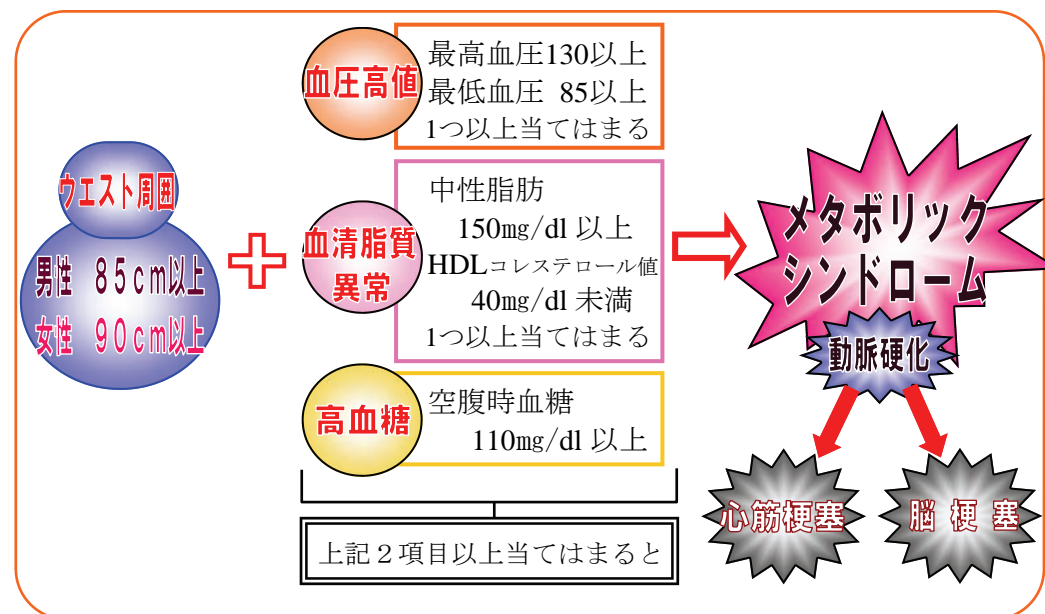 ウエスト周囲
男性 85cm以上
女性 90cm以上
血圧高値
最高血圧130以上
最低血圧 85以上
1つ以上当てはまる
血清脂質
異常
中性脂肪
150㎎/dl 以上
HDLコレステロール値
40㎎/dl 未満
1つ以上当てはまる
高血糖
空腹時血糖
110㎎/dl 以上
上記2項目以上当てはまると
メタボリック
シンドローム
動脈硬化
心筋梗塞
脳梗塞